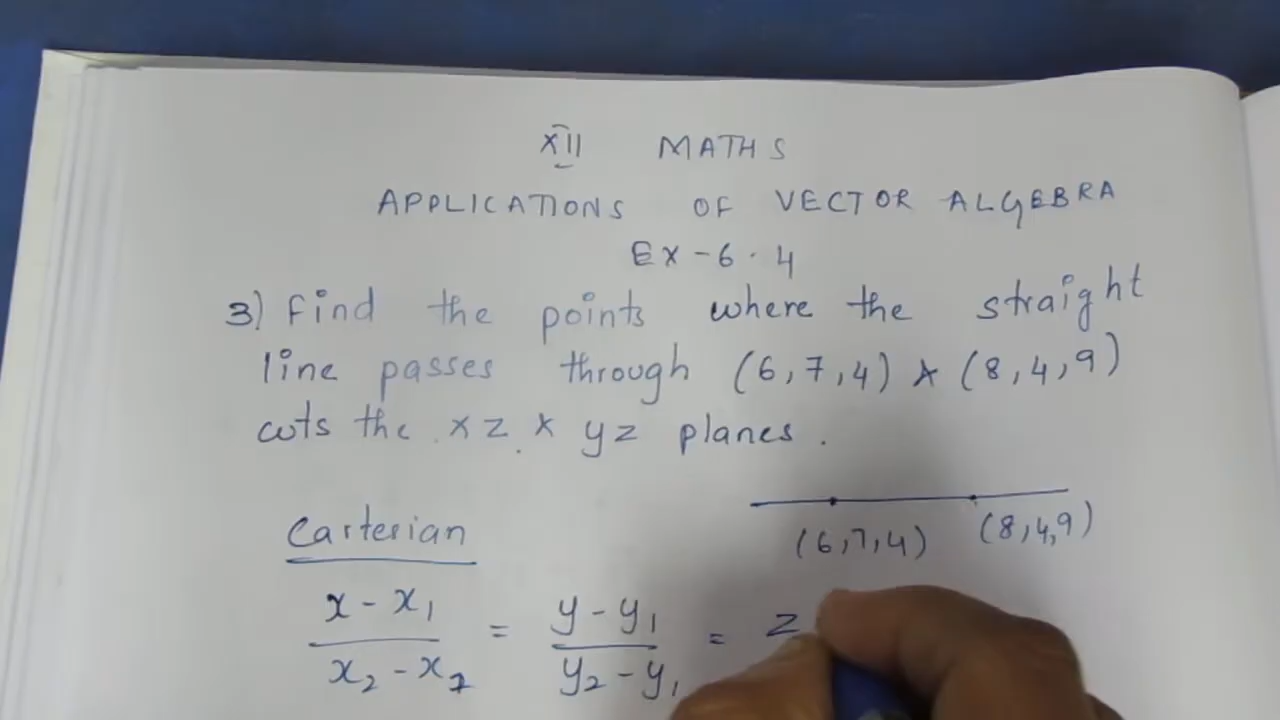 XII MATHS
APPLICATIONS OF VECTOR ALGEBRA
EX-6.4
3) Find the points where the straight
line passes through (6,7,4) & (8,4,9)
cuts the xz & yz planes.
(6,7,4) (8,4,9)
Cartesian
x - x1 = y - y1 = z
x2 - x1 y2 - y1